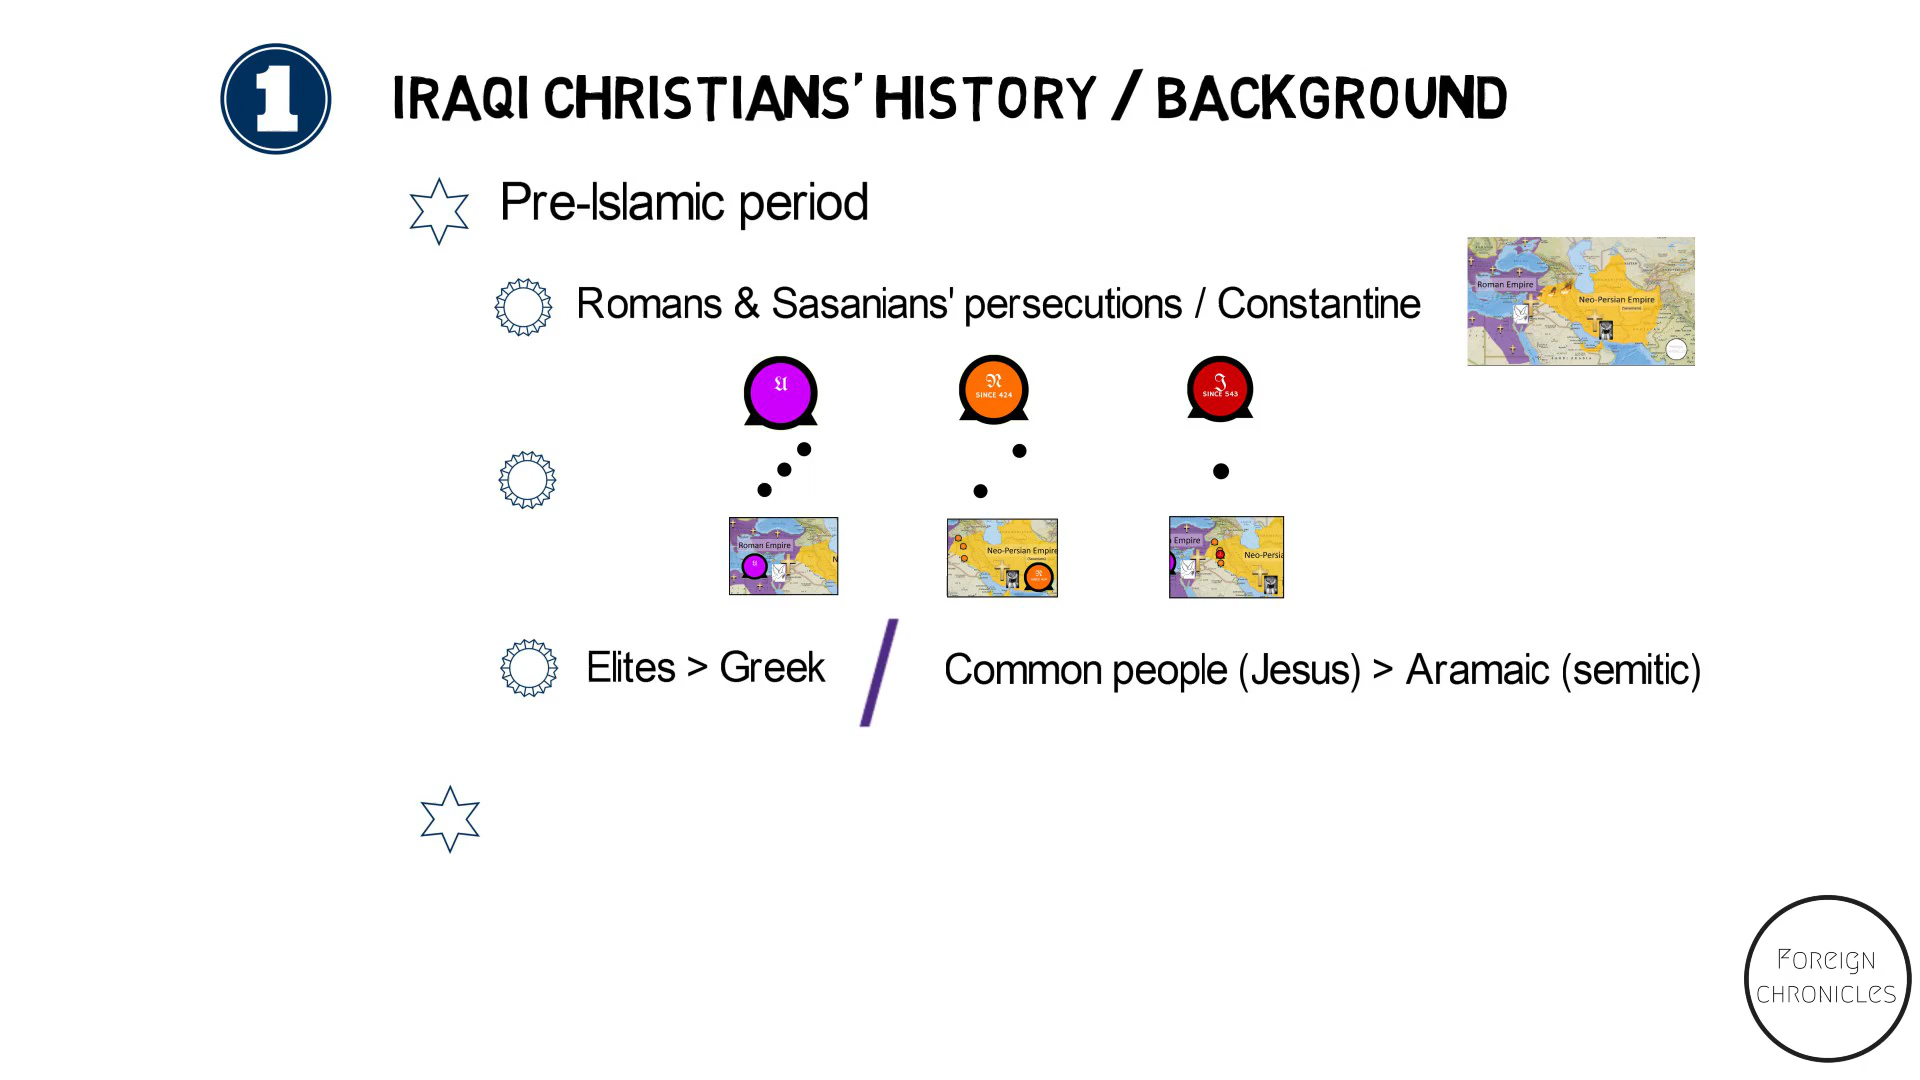 1
IRAQI CHRISTIANS' HISTORY / BACKGROUND
Pre-Islamic period
Romans & Sasanians' persecutions / Constantine
Roman Empire
Neo-Persian Empire
𝔘
𝔑
SINCE 424
ℑ
SINCE 543
Roman Empire
N
Neo-Persian Empire
Empire
Neo-Persia
Elites > Greek / Common people (Jesus) > Aramaic (semitic)
FOREIGN
CHRONICLES